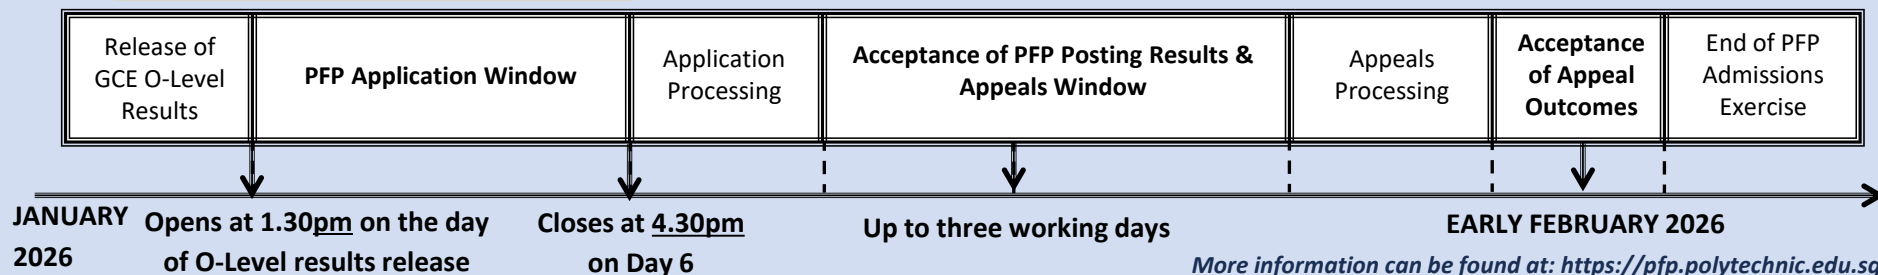 Release of
GCE O-Level
Results
PFP Application Window
Application
Processing
Acceptance of PFP Posting Results &
Appeals Window
Appeals
Processing
Acceptance
of Appeal
Outcomes
End of PFP
Admissions
Exercise
JANUARY
2026
Opens at 1.30pm on the day
of O-Level results release
Closes at 4.30pm
on Day 6
Up to three working days
EARLY FEBRUARY 2026
More information can be found at: https://pfp.polytechnic.edu.sg